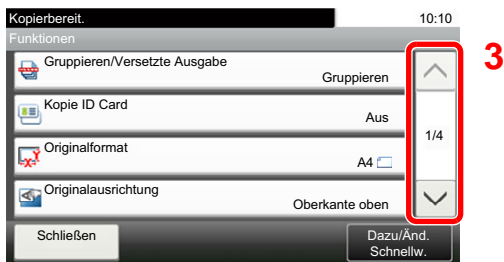 Kopierbereit.
10:10
Funktionen
3
Gruppieren/Versetzte Ausgabe
Gruppieren
Kopie ID Card
Aus
1/4
Originalformat
A4
Originalausrichtung
Oberkante oben
Schließen
Dazu/Änd.
Schnellw.